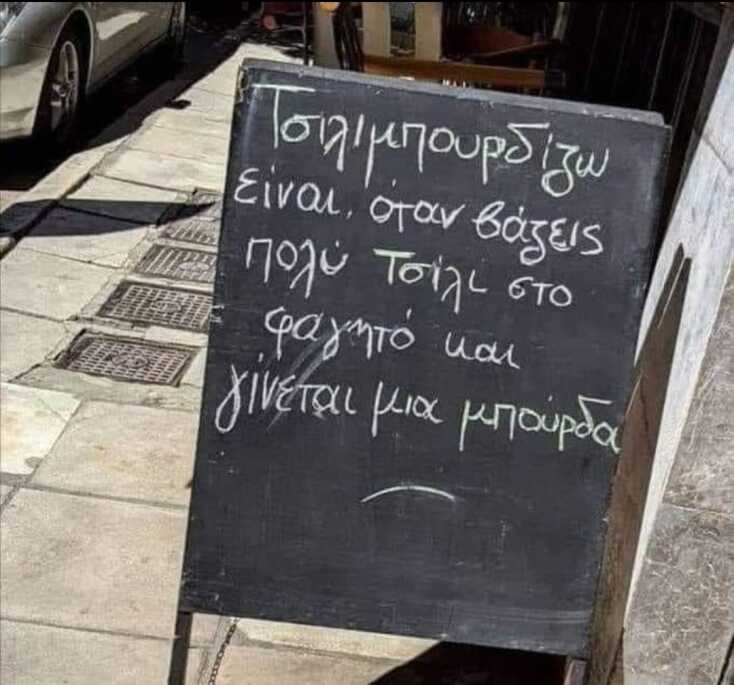 Τσιλιμπουρδίζω
είναι, όταν βάζεις
πολύ Τσίλι στο
φαγητό και
γίνεται μια μπούρδα